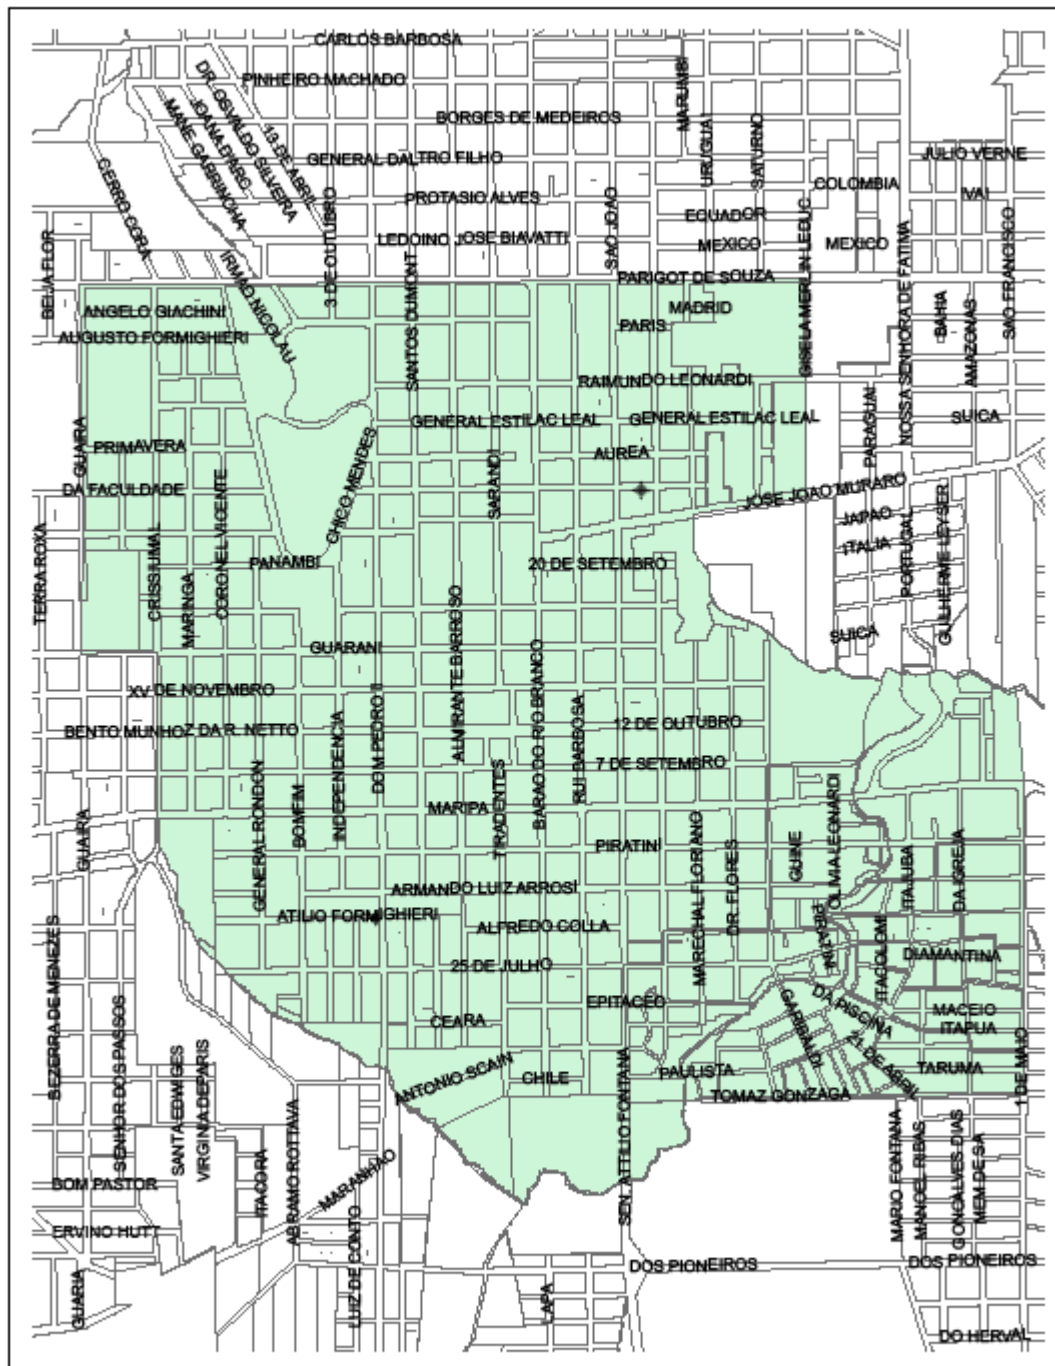 CARLOS BARBOSA
PINHEIRO MACHADO
DR. OSVALDO SILVEIRA
MARUMBI
BORGES DE MEDEIROS
13 DE ABRIL
JOANA D'ARC
MANE GARRINCHA
URUGUAI
SATURNO
GENERAL DALTRO FILHO
JULIO VERNE
CERRO CORA
COLOMBIA
IVAI
PROTASIO ALVES
SAO JOAO
EQUADOR
3 DE OUTUBRO
LEDOINO JOSE BIAVATTI
MEXICO
MEXICO
GISELA MERLIN LEDUC
NOSSA SENHORA DE FATIMA
SAO FRANCISCO
BEIJA FLOR
IRMAO NICOLAU
SANTOS DUMONT
PARIGOT DE SOUZA
ANGELO GIACHINI
MADRID
BAHIA
AMAZONAS
AUGUSTO FORMIGHIERI
PARIS
RAIMUNDO LEONARDI
GENERAL ESTILAC LEAL
GENERAL ESTILAC LEAL
PARAGUAI
SUICA
GUAIRA
PRIMAVERA
CHICO MENDES
AUREA
DA FACULDADE
SARANDI
JOSE JOAO MURARO
TERRA ROXA
CRISSIUMAL
CORONEL VICENTE
JAPAO
ITALIA
PORTUGAL
GUILHERME LEYSER
PANAMBI
20 DE SETEMBRO
MARINGA
ALMIRANTE BARROSO
GUARANI
SUICA
XV DE NOVEMBRO
DOM PEDRO II
BARAO DO RIO BRANCO
BENTO MUNHOZ DA R. NETTO
RUI BARBOSA
12 DE OUTUBRO
INDEPENDENCIA
7 DE SETEMBRO
GENERAL RONDON
BOMFIM
TIRADENTES
MARIPA
OLIVIA LEONARDI
GUAIRA
PIRATINI
MARECHAL FLORIANO
DR. FLORES
GUINE
ITAJUBA
DA IGREJA
ARMANDO LUIZ ARROSI
ATILIO FORMIGHIERI
ALFREDO COLLA
PIRATINI
ITACOLOMI
BEZERRA DE MENEZES
25 DE JULHO
DIAMANTINA
SENHOR DOS PASSOS
EPITACEO
DA PISCINA
MACEIO
CEARA
GARIBALDI
ITAPUA
SANTA EDWIGES
VIRGINIA DE PARIS
ANTONIO SCAIN
CHILE
SEN. ATTILIO FONTANA
PAULISTA
21 DE ABRIL
TARUMA
1 DE MAIO
TOMAZ GONZAGA
ABRAMO ROTTAVA
MARANHAO
ITACORA
BOM PASTOR
MARIO FONTANA
MANOEL RIBAS
GONCALVES DIAS
MEM DE SA
ERVINO HUTT
LUIZ DE CONTO
DOS PIONEIROS
DOS PIONEIROS
GUARIA
LAPA
DO HERVAL